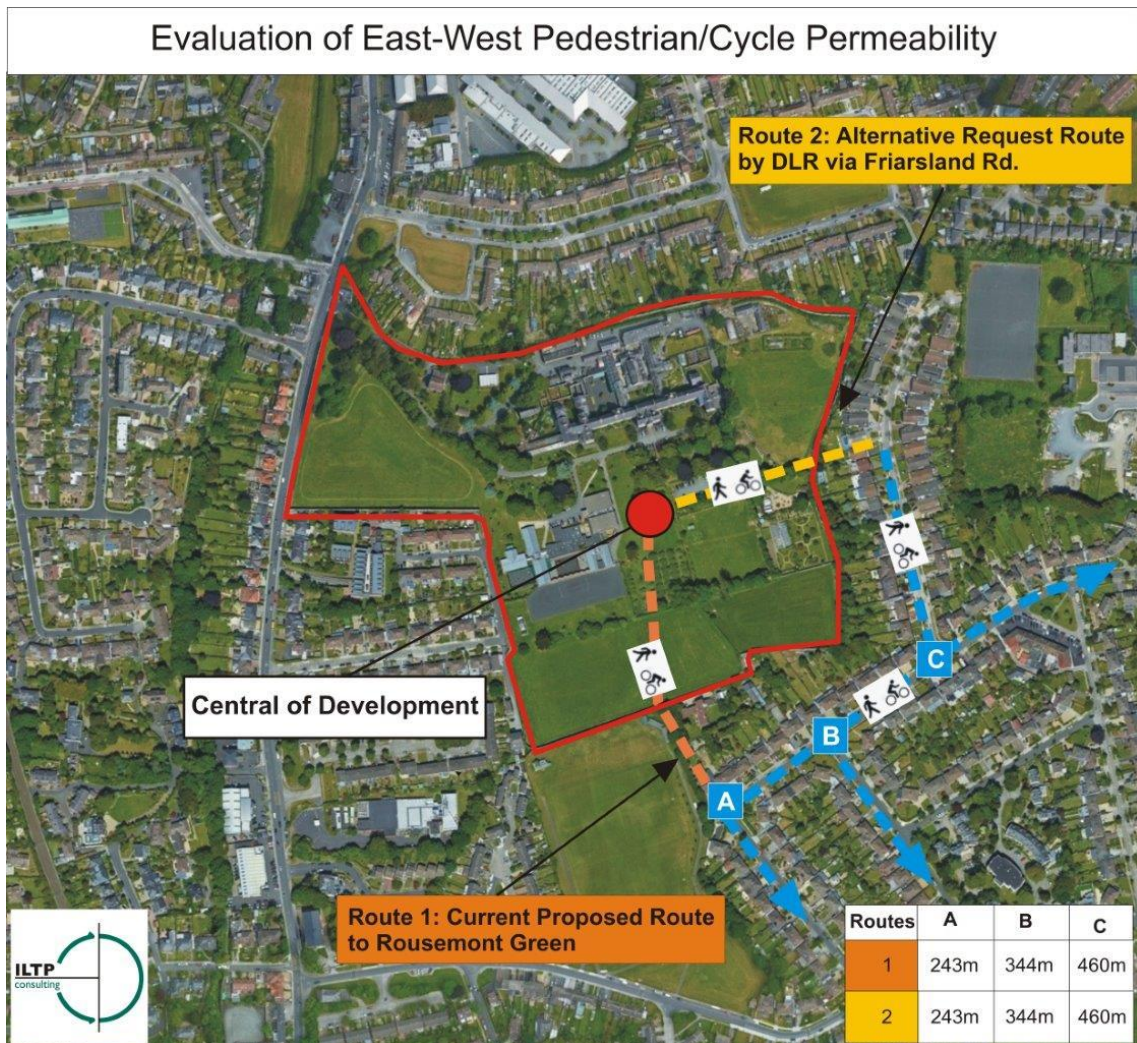 Evaluation of East-West Pedestrian/Cycle Permeability
Route 2: Alternative Request Route
by DLR via Friarsland Rd.
Central of Development
C
B
A
Route 1: Current Proposed Route
to Rousemont Green
ILTP
consulting
Routes A B C
1 243m 344m 460m
2 243m 344m 460m